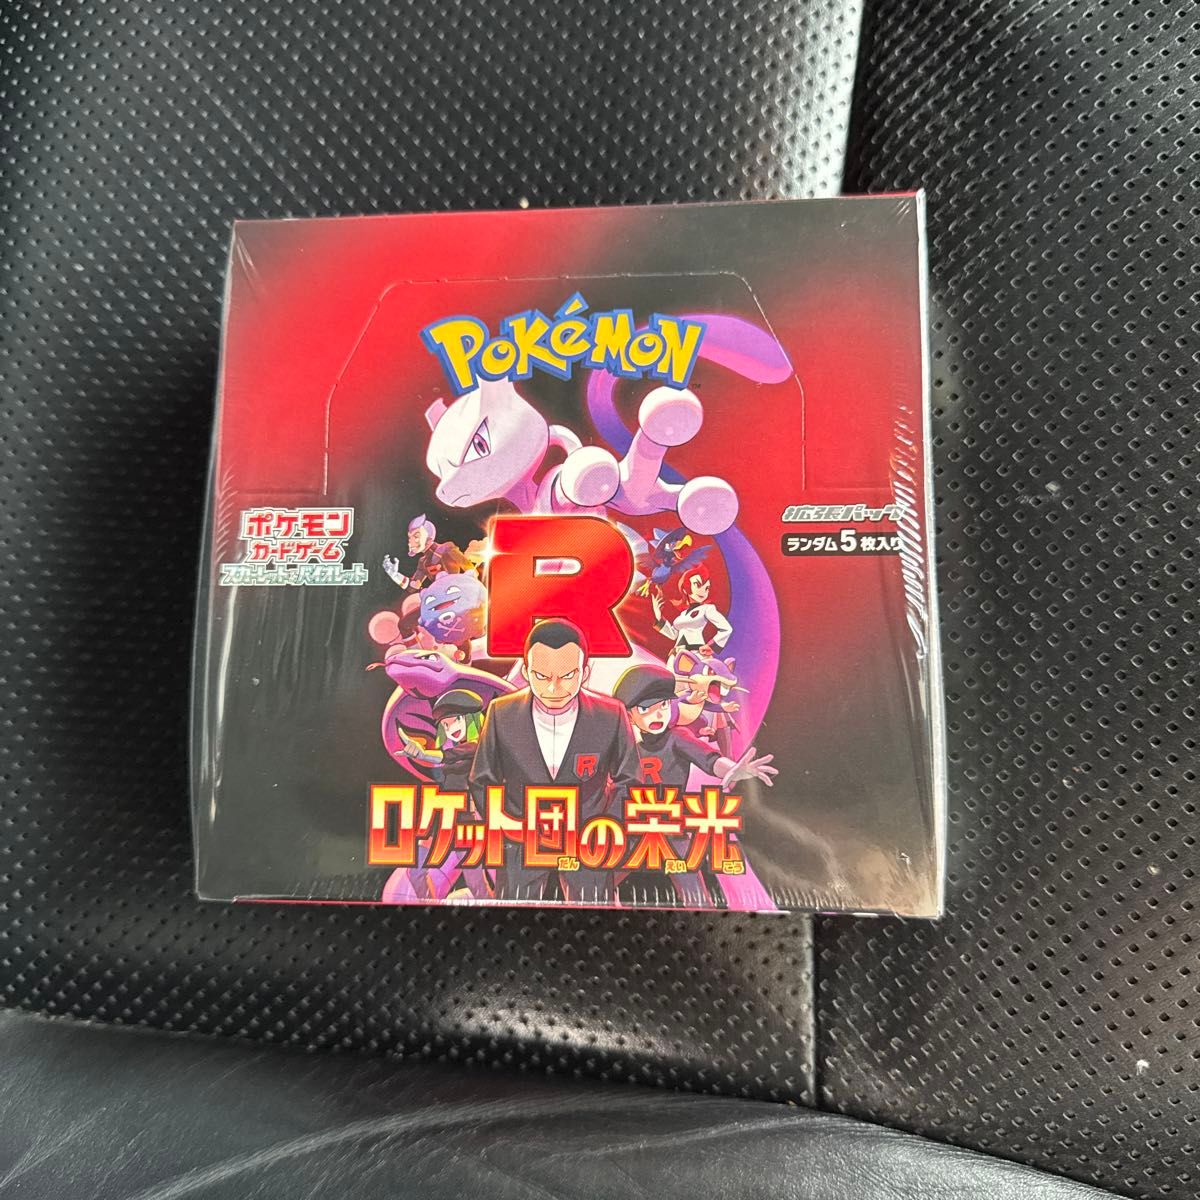 POKéMON
TM
ポケモン
カードゲーム
スカーレット&バイオレット
拡張パック
ランダム5枚入り
R
R
R
ロケット団の栄光
だん えい こう